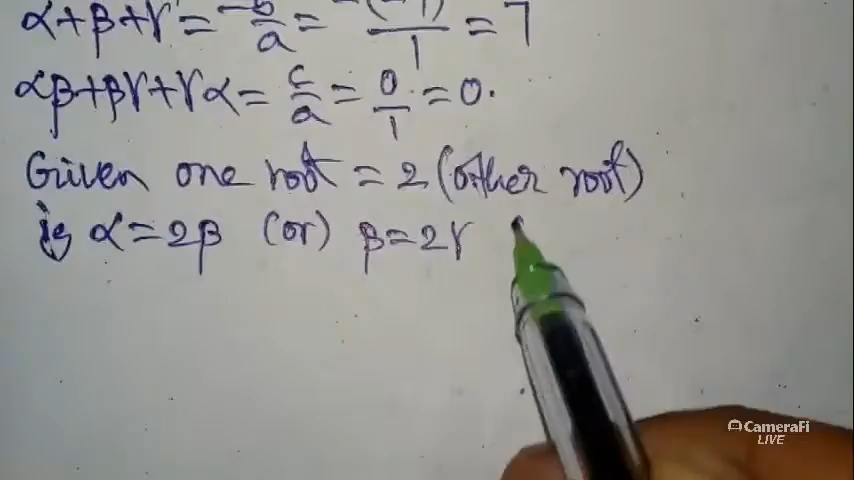 α+β+γ = -b/a = -(-7)/1 = 7
αβ+βγ+γα = c/a = 0/1 = 0.
Given one root = 2 (other root)
is α=2β (or) β=2γ
CameraFi
LIVE